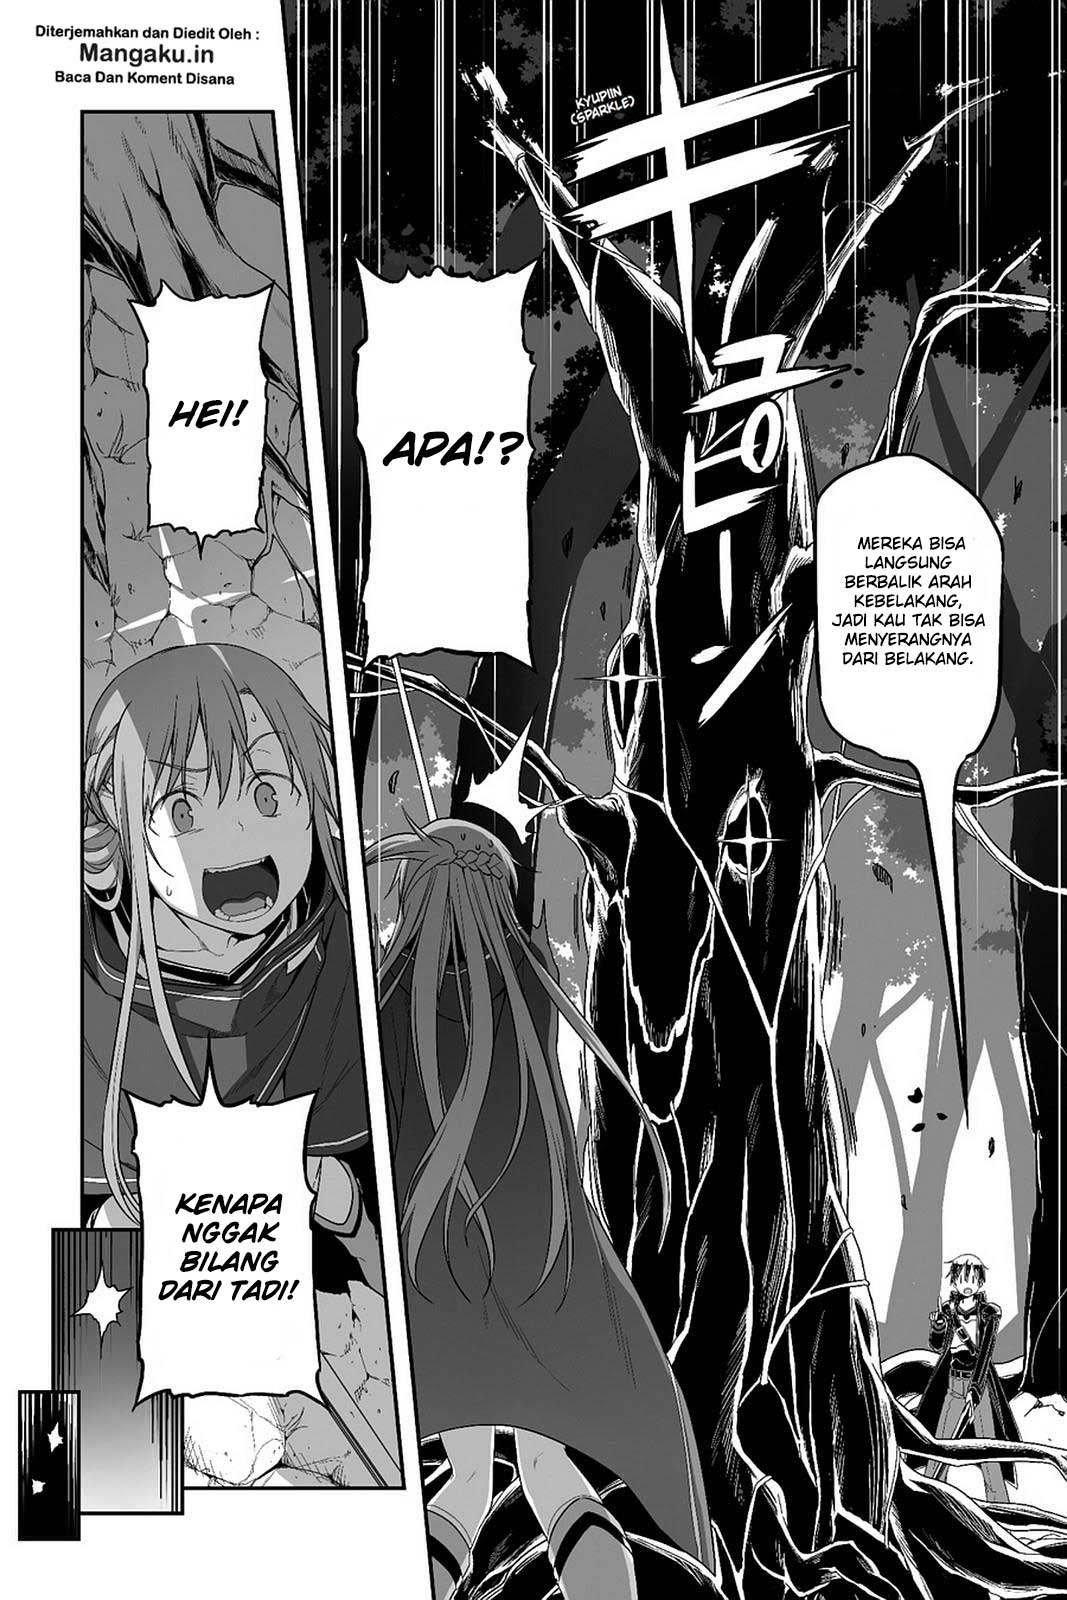 Diterjemahkan dan Diedit Oleh :
Mangaku.in
Baca Dan Koment Disana
KYUPIIN
(SPARKLE)
キュピーン
MEREKA BISA
LANGSUNG
BERBALIK ARAH
KEBELAKANG,
JADI KAU TAK BISA
MENYERANGNYA
DARI BELAKANG.
APA!?
HEI!
KENAPA
NGGAK
BILANG
DARI TADI!